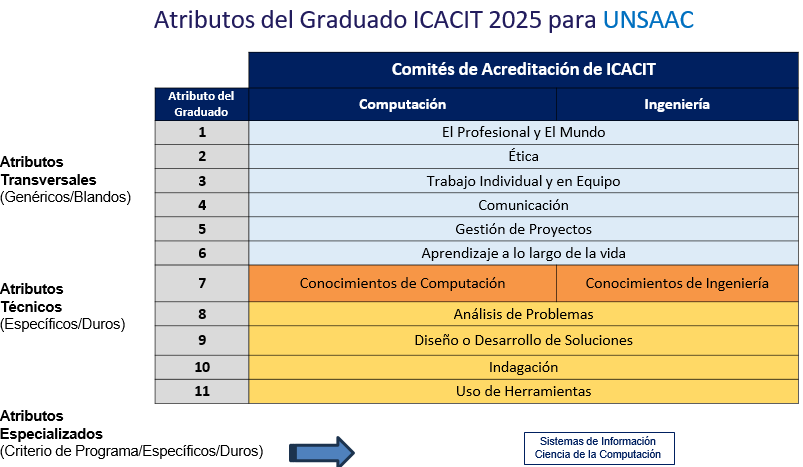 Atributos del Graduado ICACIT 2025 para UNSAAC
Comités de Acreditación de ICACIT
Atributo del
Graduado
Computación
Ingeniería
Atributos
Transversales
(Genéricos/Blandos)
1
El Profesional y El Mundo
2
Ética
3
Trabajo Individual y en Equipo
4
Comunicación
5
Gestión de Proyectos
6
Aprendizaje a lo largo de la vida
Atributos
Técnicos
(Específicos/Duros)
7
Conocimientos de Computación
Conocimientos de Ingeniería
8
Análisis de Problemas
9
Diseño o Desarrollo de Soluciones
10
Indagación
11
Uso de Herramientas
Atributos
Especializados
(Criterio de Programa/Específicos/Duros)
Sistemas de Información
Ciencia de la Computación